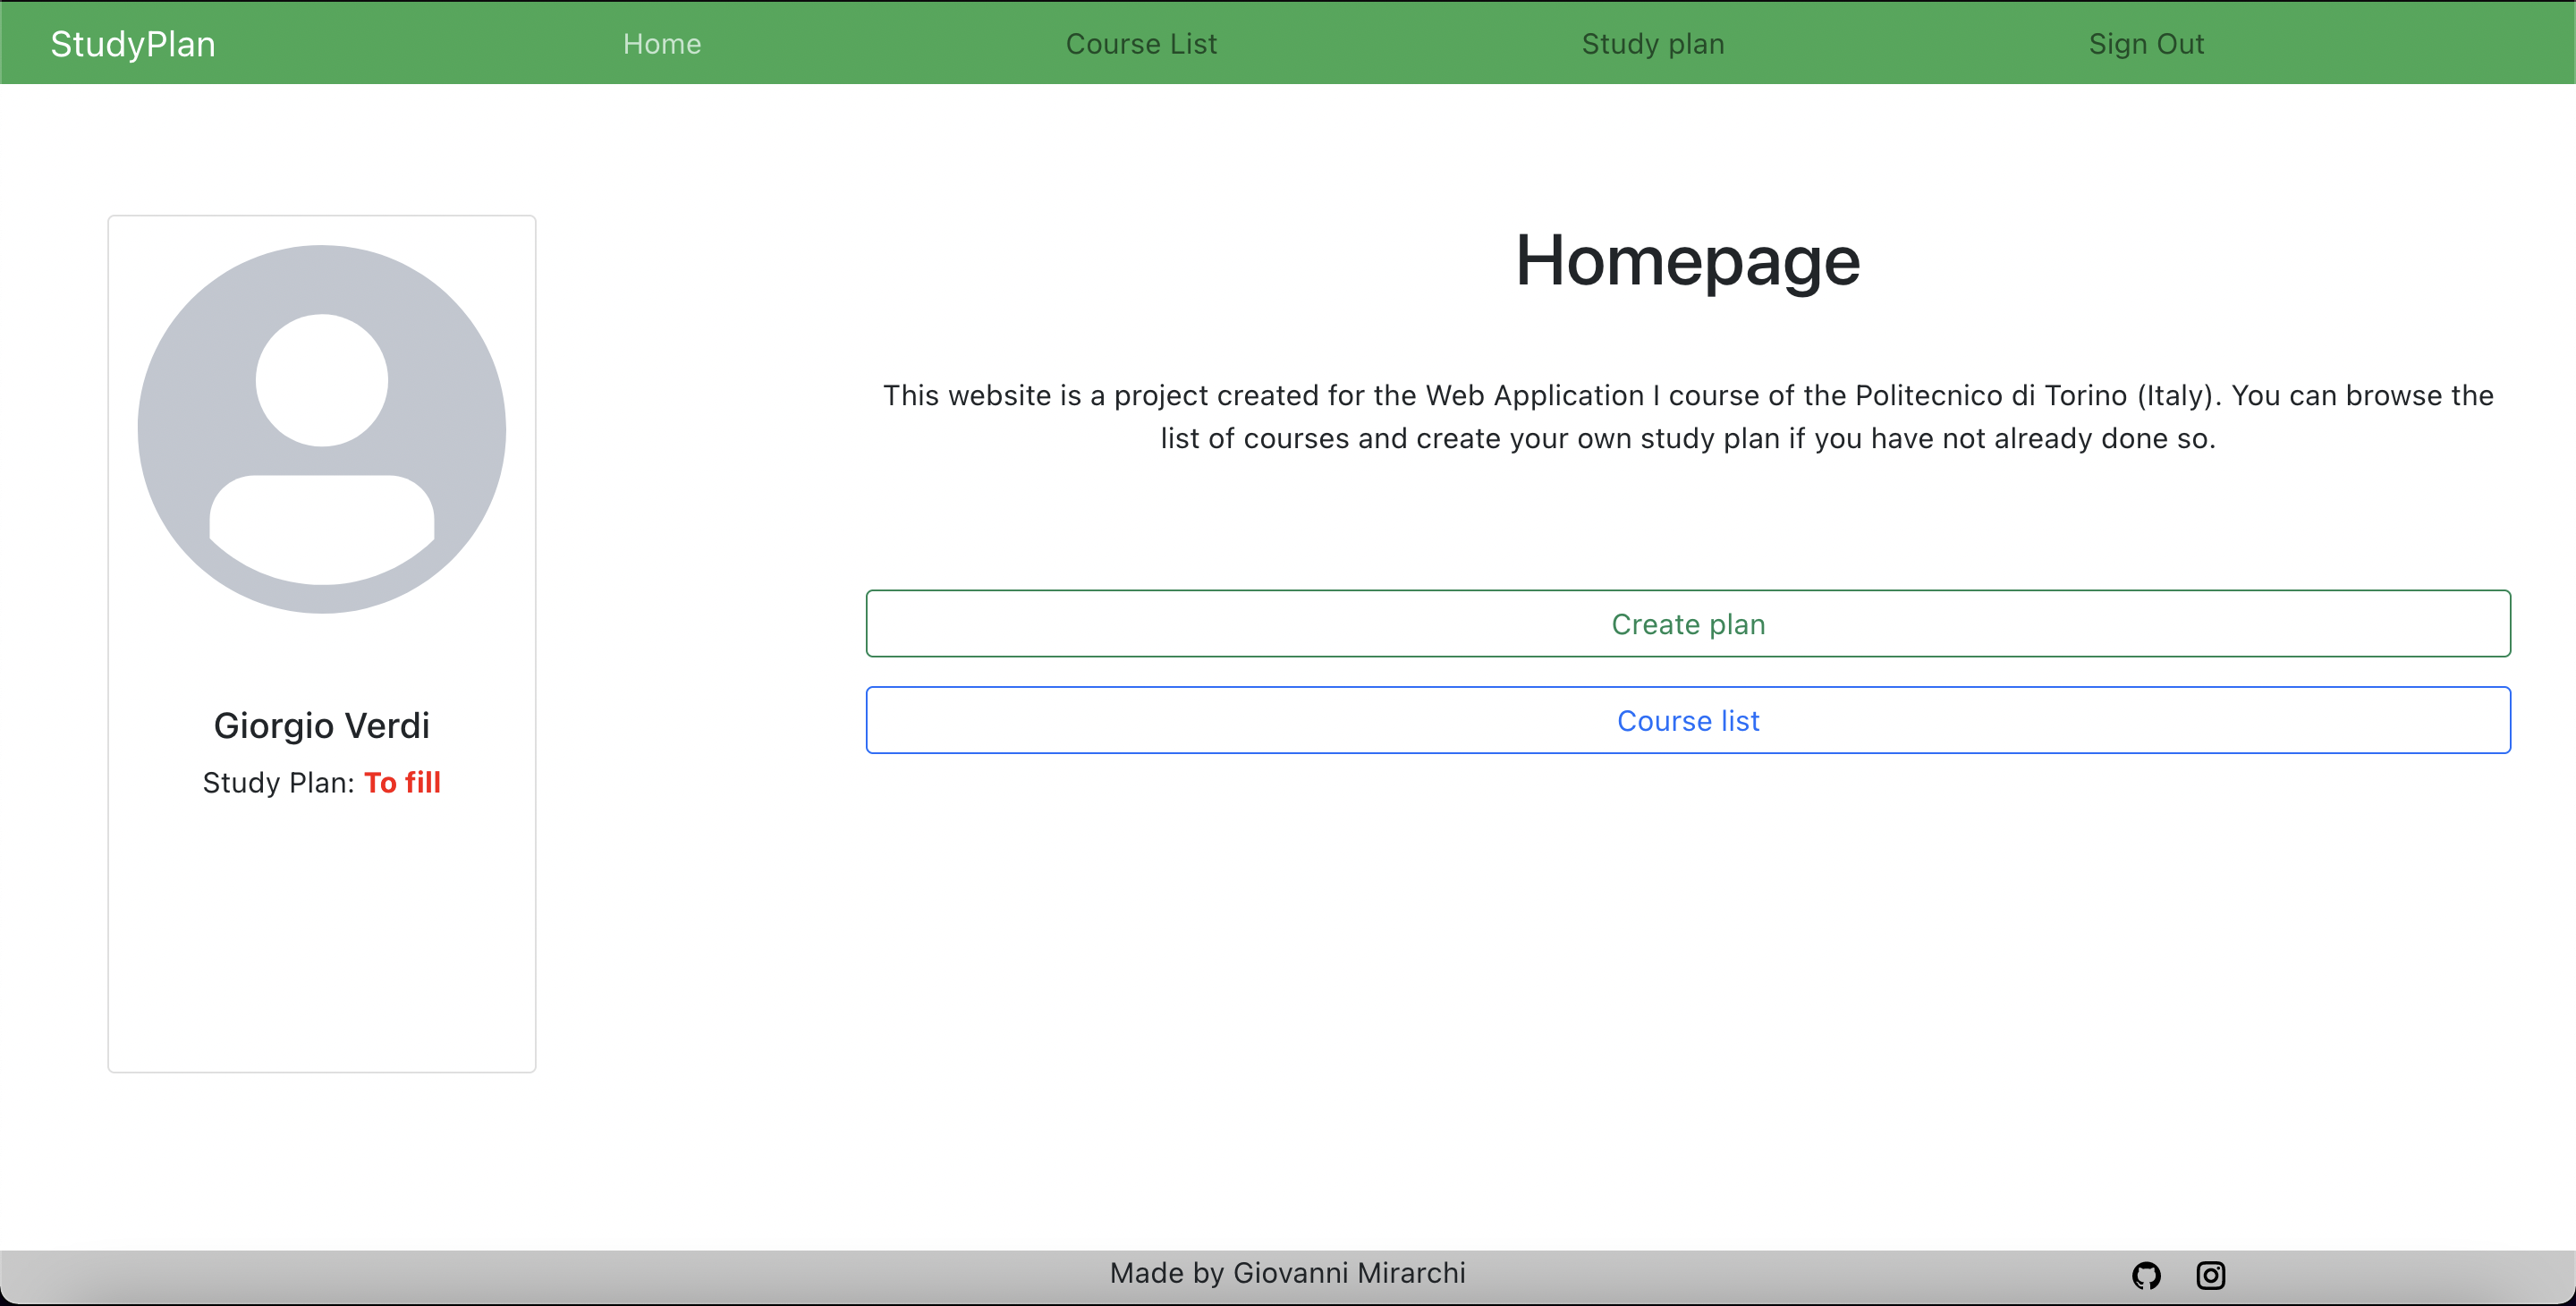 StudyPlan
Home
Course List
Study plan
Sign Out
Giorgio Verdi
Study Plan: To fill
Homepage
This website is a project created for the Web Application I course of the Politecnico di Torino (Italy). You can browse the
list of courses and create your own study plan if you have not already done so.
Create plan
Course list
Made by Giovanni Mirarchi